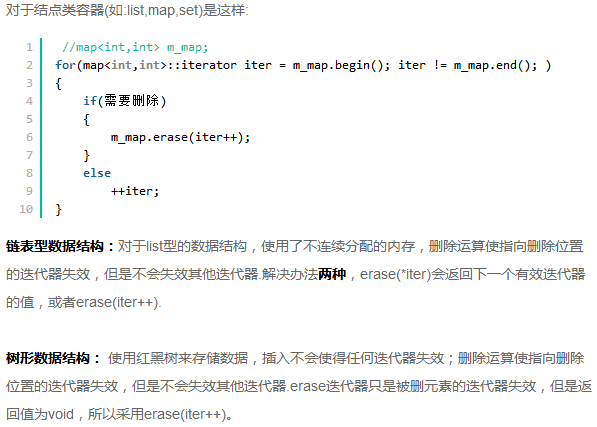 对于结点类容器(如:list,map,set)是这样:
1 //map<int,int> m_map;
2 for(map<int,int>::iterator iter = m_map.begin(); iter != m_map.end(); )
3 {
4 if(需要删除)
5 {
6 m_map.erase(iter++);
7 }
8 else
9 ++iter;
10 }
链表型数据结构：对于list型的数据结构，使用了不连续分配的内存，删除运算使指向删除位置
的迭代器失效，但是不会失效其他迭代器.解决办法两种，erase(*iter)会返回下一个有效迭代器
的值，或者erase(iter++).
树形数据结构： 使用红黑树来存储数据，插入不会使得任何迭代器失效；删除运算使指向删除
位置的迭代器失效，但是不会失效其他迭代器.erase迭代器只是被删元素的迭代器失效，但是返
回值为void，所以采用erase(iter++)。